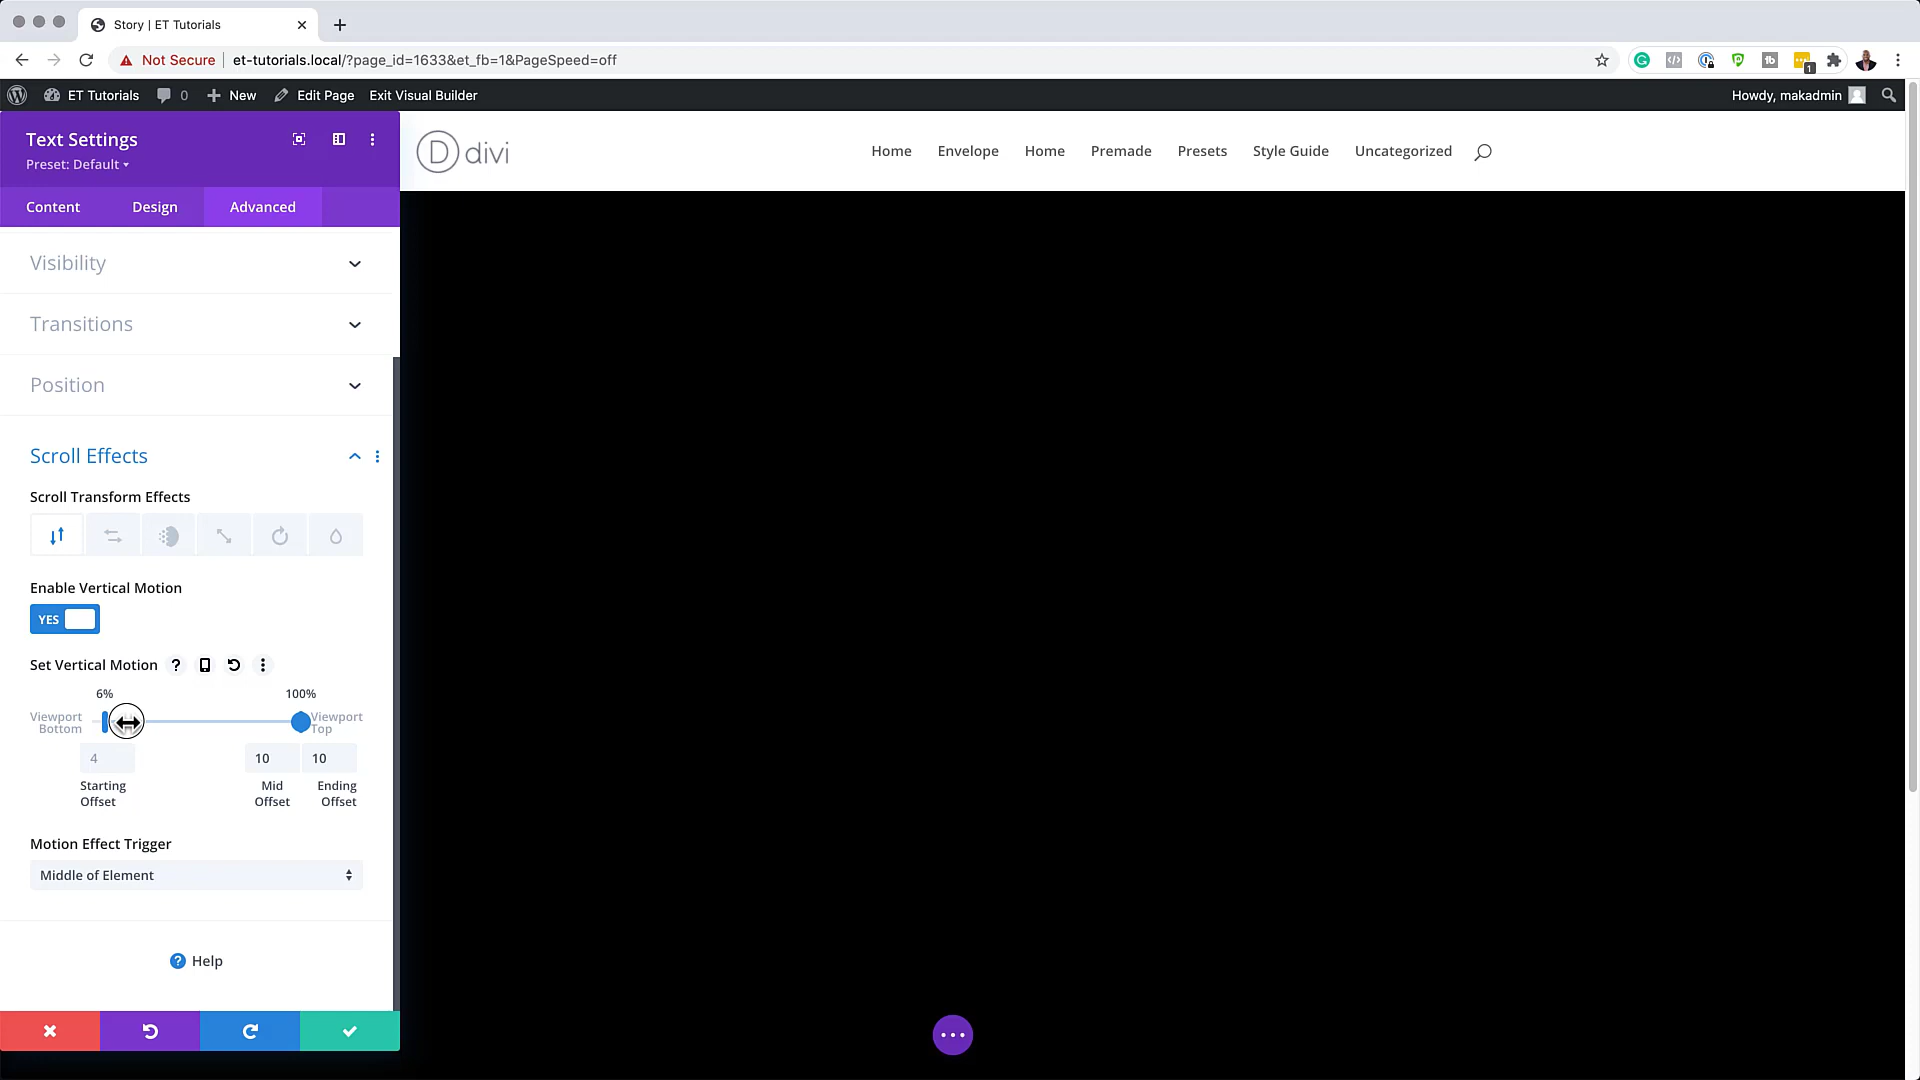 Story | ET Tutorials
Not Secure
et-tutorials.local/?page_id=1633&et_fb=1&PageSpeed=off
1
ET Tutorials
0
New
Edit Page
Exit Visual Builder
Howdy, makadmin
Text Settings
Preset: Default
Content
Design
Advanced
D divi
Home
Envelope
Home
Premade
Presets
Style Guide
Uncategorized
Visibility
Transitions
Position
Scroll Effects
Scroll Transform Effects
Enable Vertical Motion
YES
Set Vertical Motion
6%
100%
Viewport
Bottom
Viewport
Top
4
10
10
Starting
Offset
Mid
Offset
Ending
Offset
Motion Effect Trigger
Middle of Element
Help